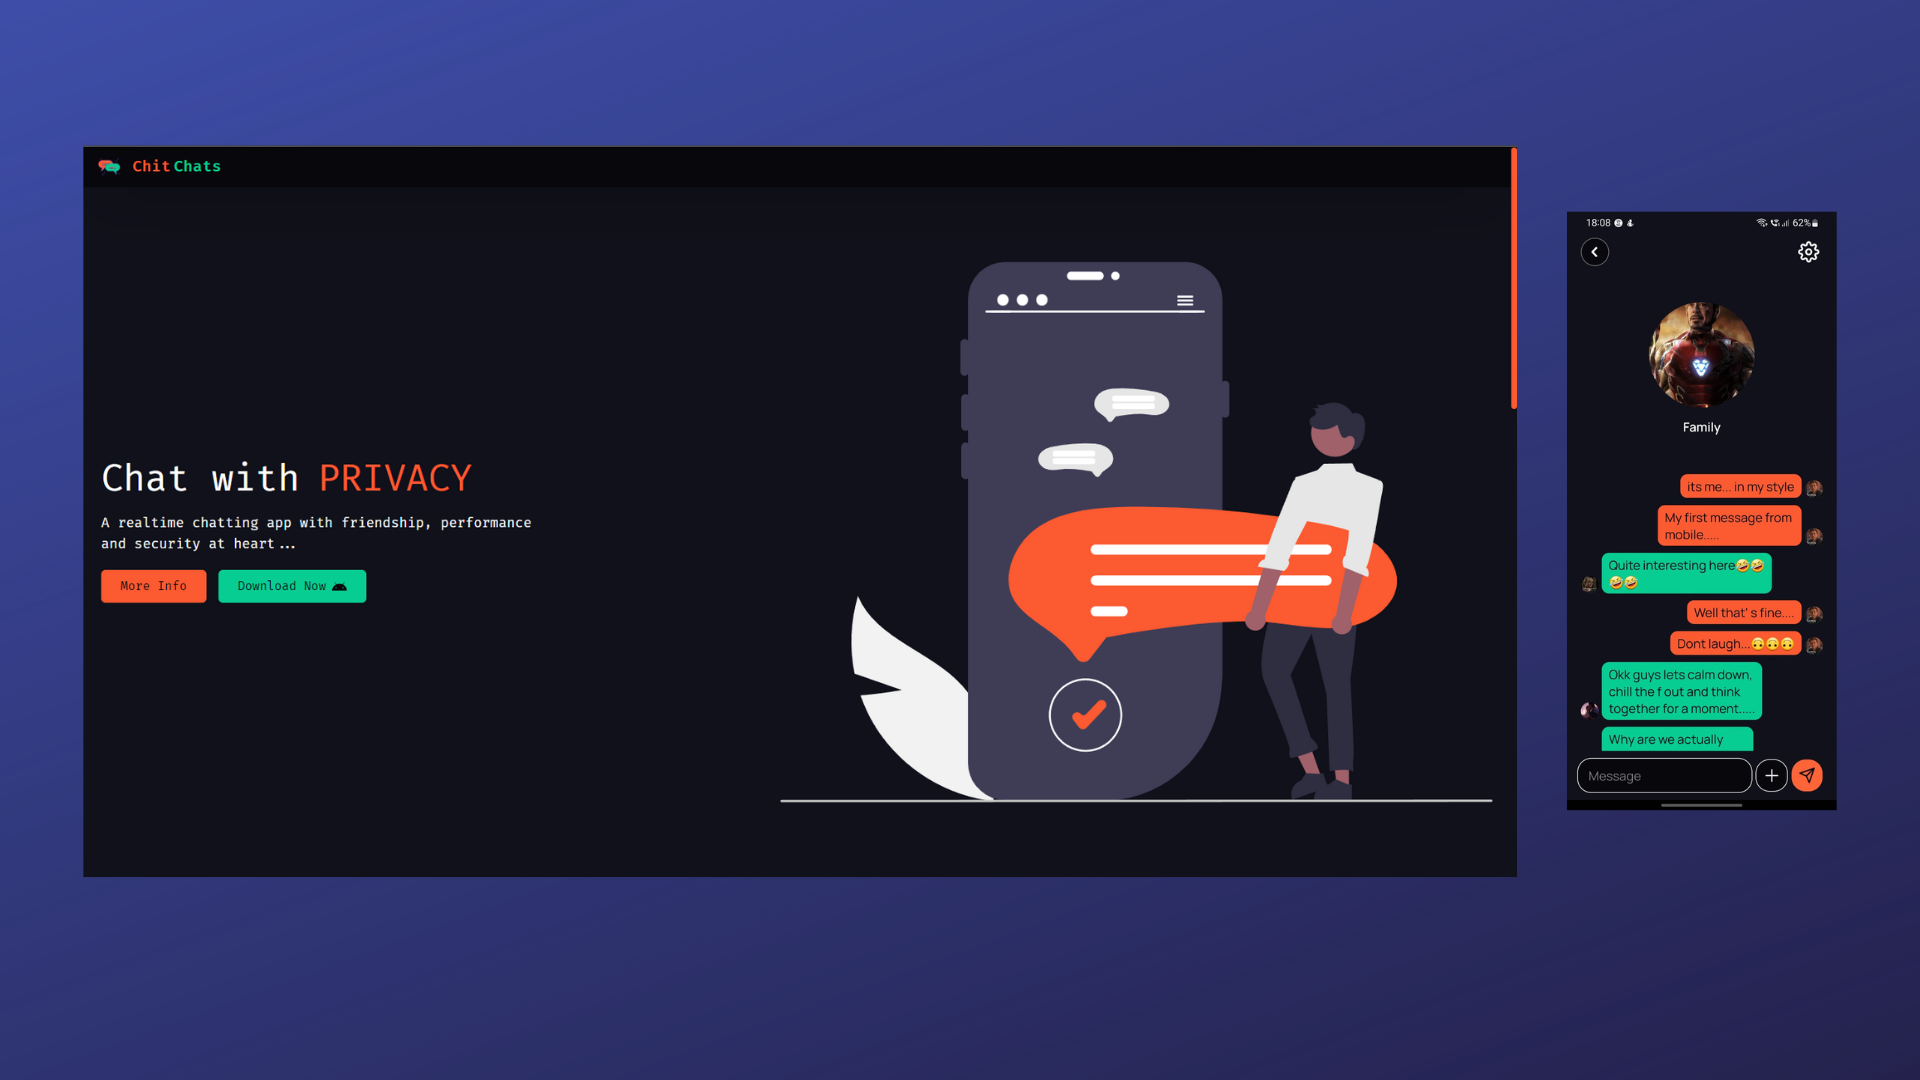 Chit Chats
Chat with PRIVACY
A realtime chatting app with friendship, performance
and security at heart...
More Info
Download Now
18:08
62%
Family
its me... in my style
My first message from
mobile.....
Quite interesting here🤣🤣
🤣🤣
Well that's fine....
Dont laugh...🙃🙃🙃
Okk guys lets calm down,
chill the f out and think
together for a moment.....
Why are we actually
Message